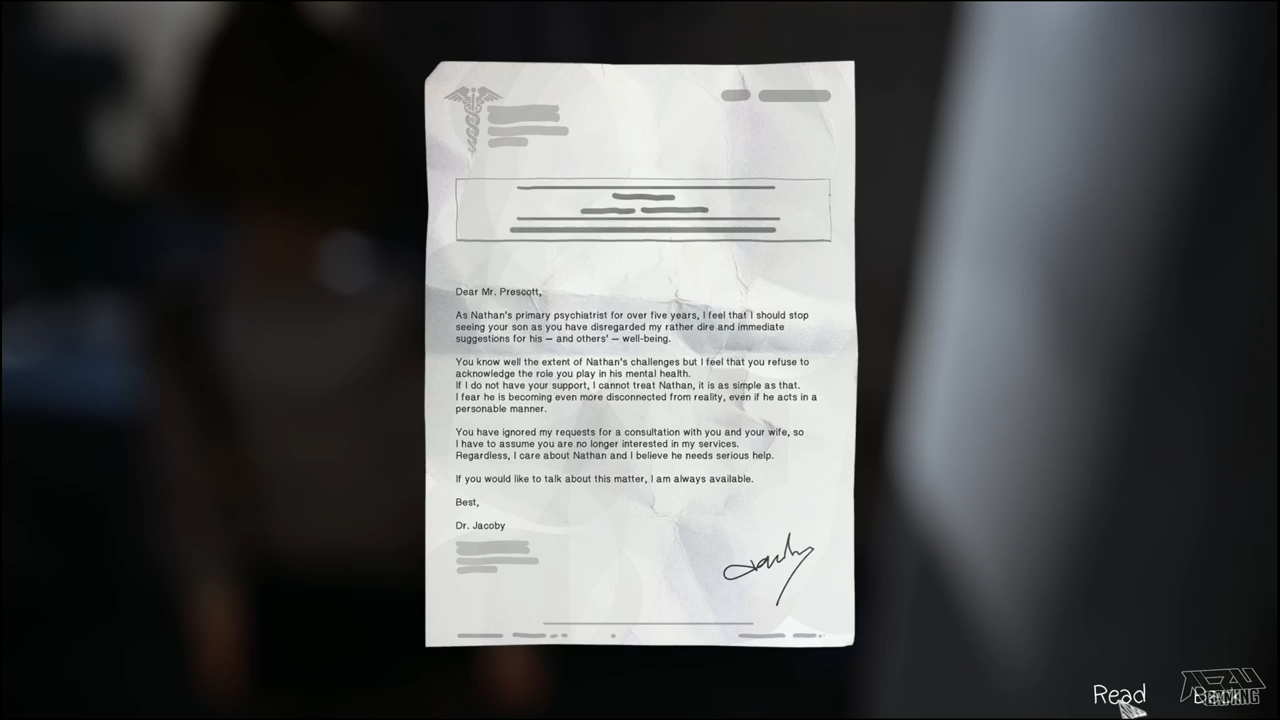 Dear Mr. Prescott,
As Nathan's primary psychiatrist for over five years, I feel that I should stop
seeing your son as you have disregarded my rather dire and immediate
suggestions for his — and others' — well-being.
You know well the extent of Nathan's challenges but I feel that you refuse to
acknowledge the role you play in his mental health.
If I do not have your support, I cannot treat Nathan, it is as simple as that.
I fear he is becoming even more disconnected from reality, even if he acts in a
personable manner.
You have ignored my requests for a consultation with you and your wife, so
I have to assume you are no longer interested in my services.
Regardless, I care about Nathan and I believe he needs serious help.
If you would like to talk about this matter, I am always available.
Best,
Dr. Jacoby
Read
Back
GAMING